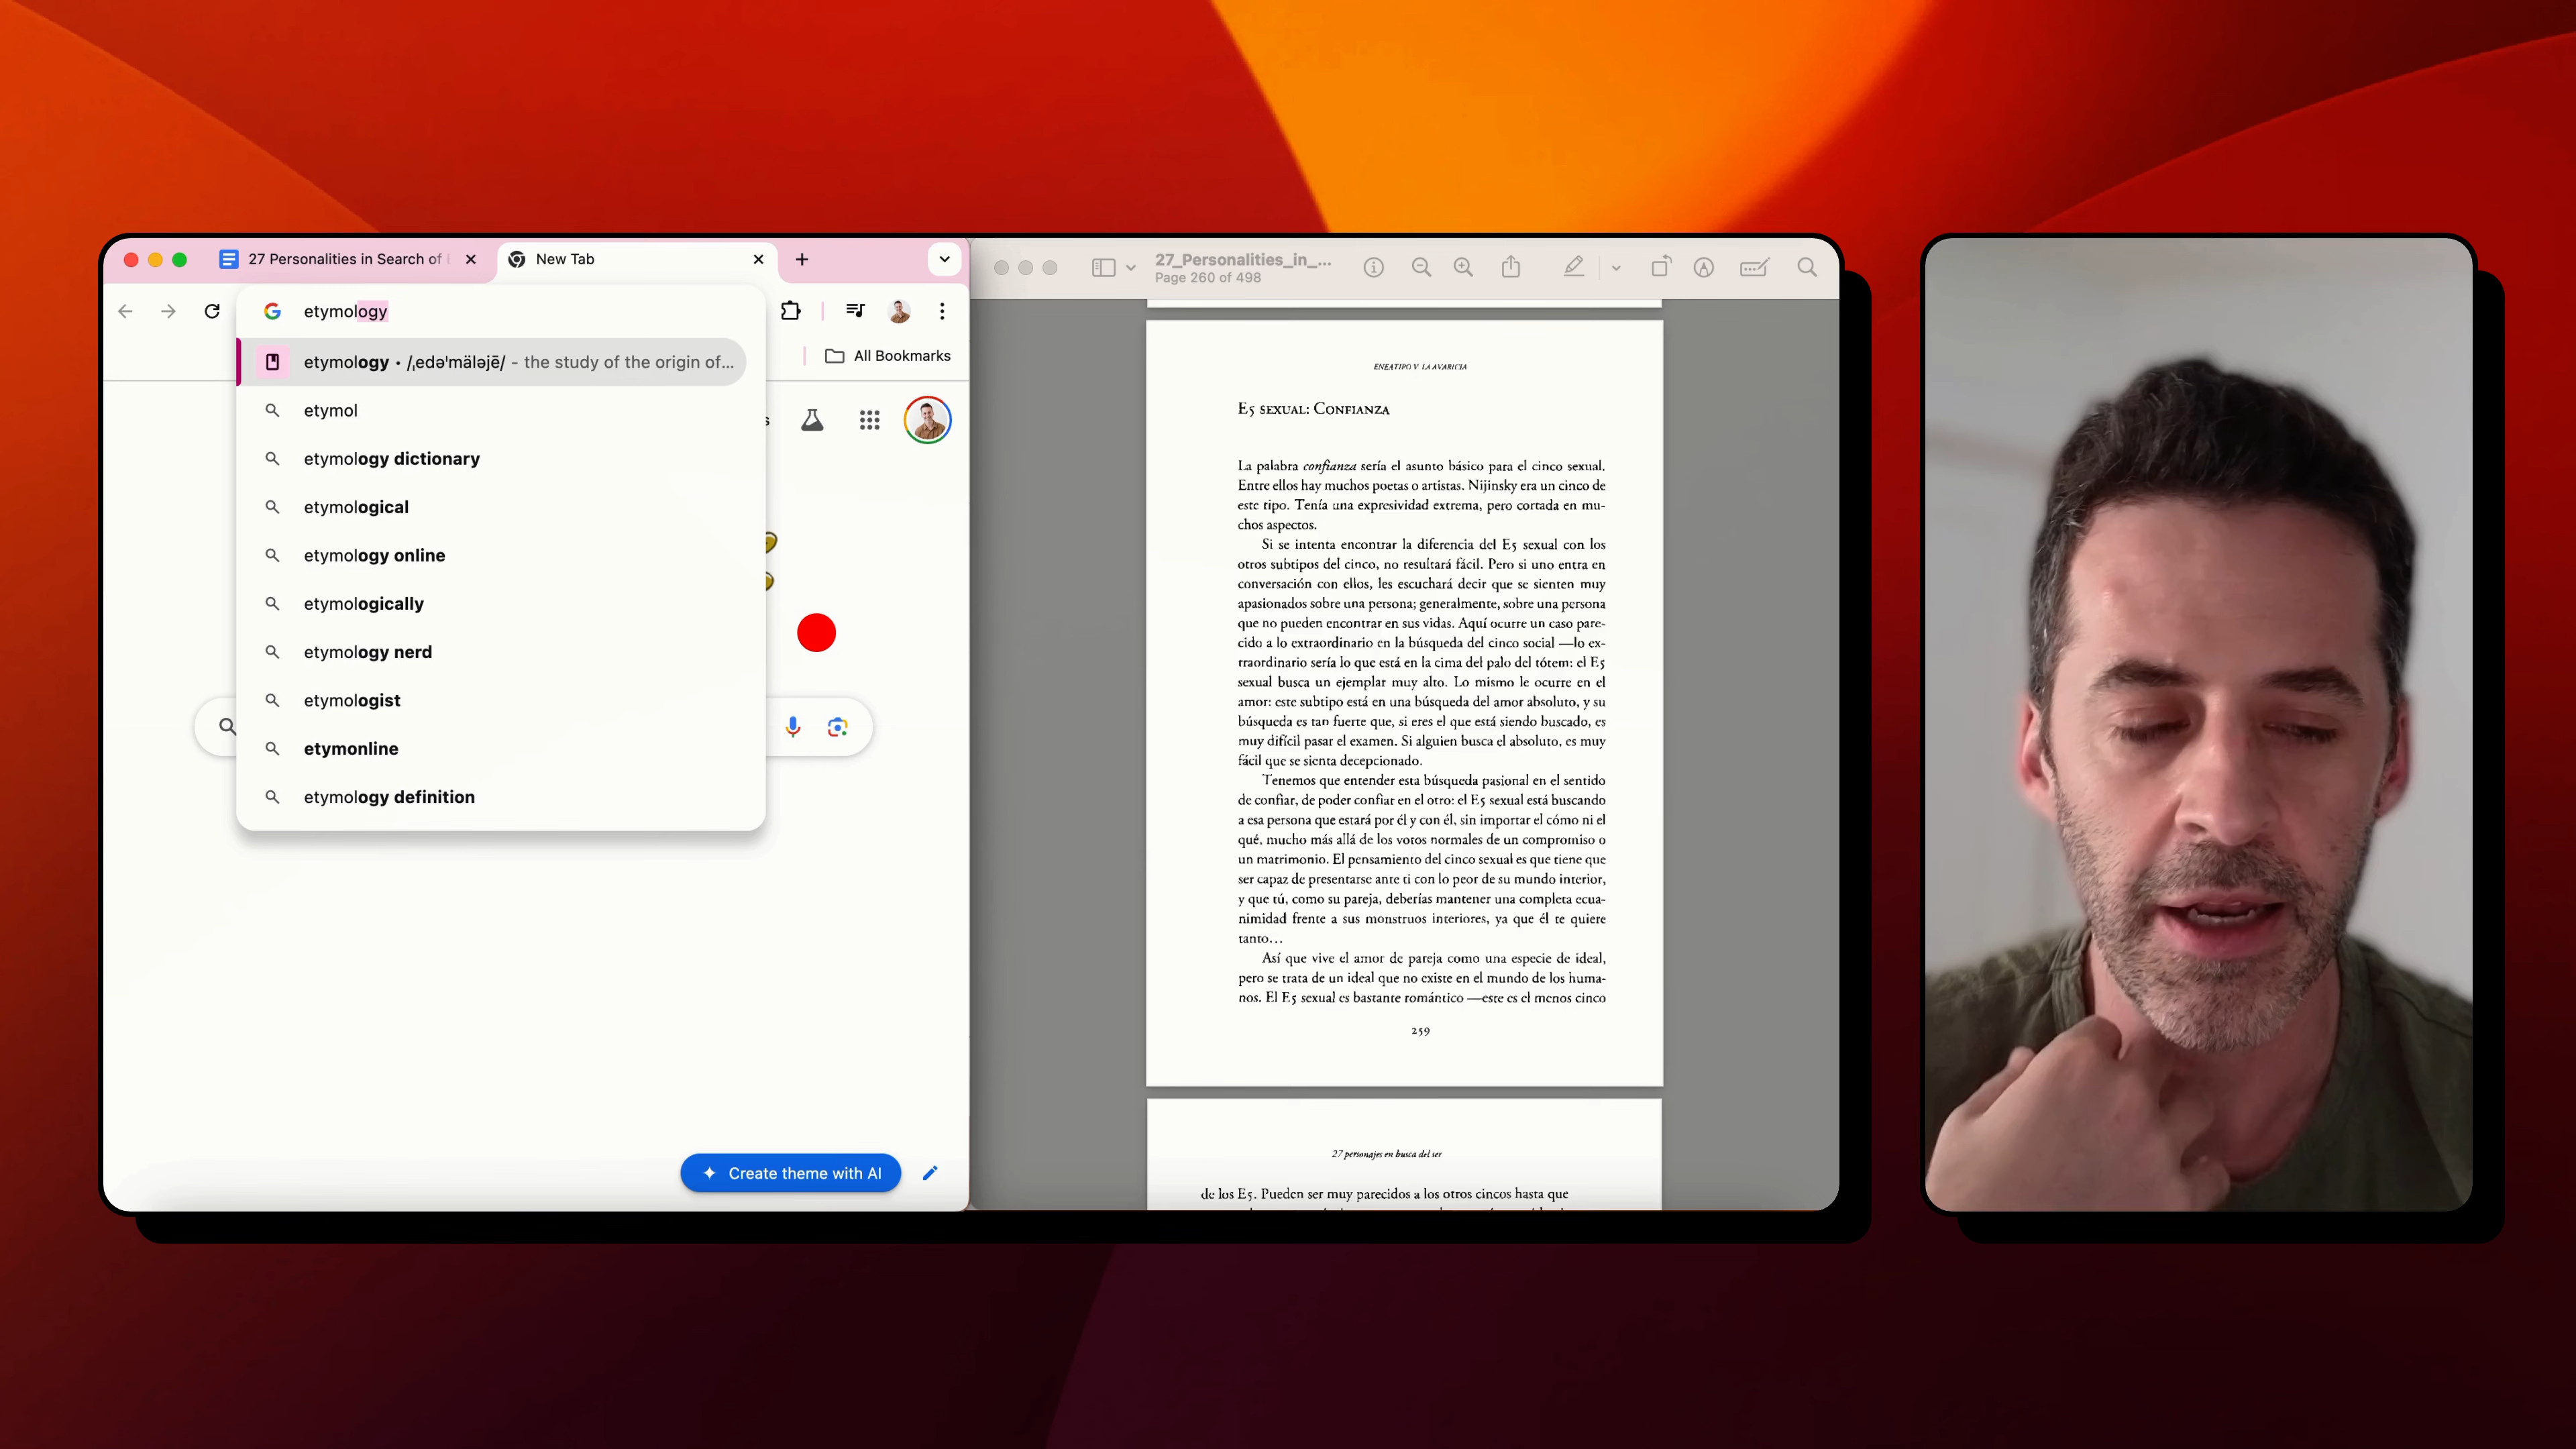 27 Personalities in Search of
New Tab
etymology
All Bookmarks
etymology • /ˌedəˈmäləjē/ - the study of the origin of...
etymol
etymology dictionary
etymological
etymology online
etymologically
etymology nerd
etymologist
etymonline
etymology definition
Create theme with AI
27_Personalities_in_...
Page 260 of 498
ENEATIPO V. LA AVARICIA
E5 SEXUAL: CONFIANZA
La palabra confianza sería el asunto básico para el cinco sexual.
Entre ellos hay muchos poetas o artistas. Nijinsky era un cinco de
este tipo. Tenía una expresividad extrema, pero cortada en mu-
chos aspectos.
Si se intenta encontrar la diferencia del E5 sexual con los
otros subtipos del cinco, no resultará fácil. Pero si uno entra en
conversación con ellos, les escuchará decir que se sienten muy
apasionados sobre una persona; generalmente, sobre una persona
que no pueden encontrar en sus vidas. Aquí ocurre un caso pare-
cido a lo extraordinario en la búsqueda del cinco social —lo ex-
traordinario sería lo que está en la cima del palo del tótem: el E5
sexual busca un ejemplar muy alto. Lo mismo le ocurre en el
amor: este subtipo está en una búsqueda del amor absoluto, y su
búsqueda es tan fuerte que, si eres el que está siendo buscado, es
muy difícil pasar el examen. Si alguien busca el absoluto, es muy
fácil que se sienta decepcionado.
Tenemos que entender esta búsqueda pasional en el sentido
de confiar, de poder confiar en el otro: el E5 sexual está buscando
a esa persona que estará por él y con él, sin importar el cómo ni el
qué, mucho más allá de los votos normales de un compromiso o
un matrimonio. El pensamiento del cinco sexual es que tiene que
ser capaz de presentarse ante ti con lo peor de su mundo interior,
y que tú, como su pareja, deberías mantener una completa ecua-
nimidad frente a sus monstruos interiores, ya que él te quiere
tanto…
Así que vive el amor de pareja como una especie de ideal,
pero se trata de un ideal que no existe en el mundo de los huma-
nos. El E5 sexual es bastante romántico —este es el menos cinco
259
27 personajes en busca del ser
de los E5. Pueden ser muy parecidos a los otros cincos hasta que